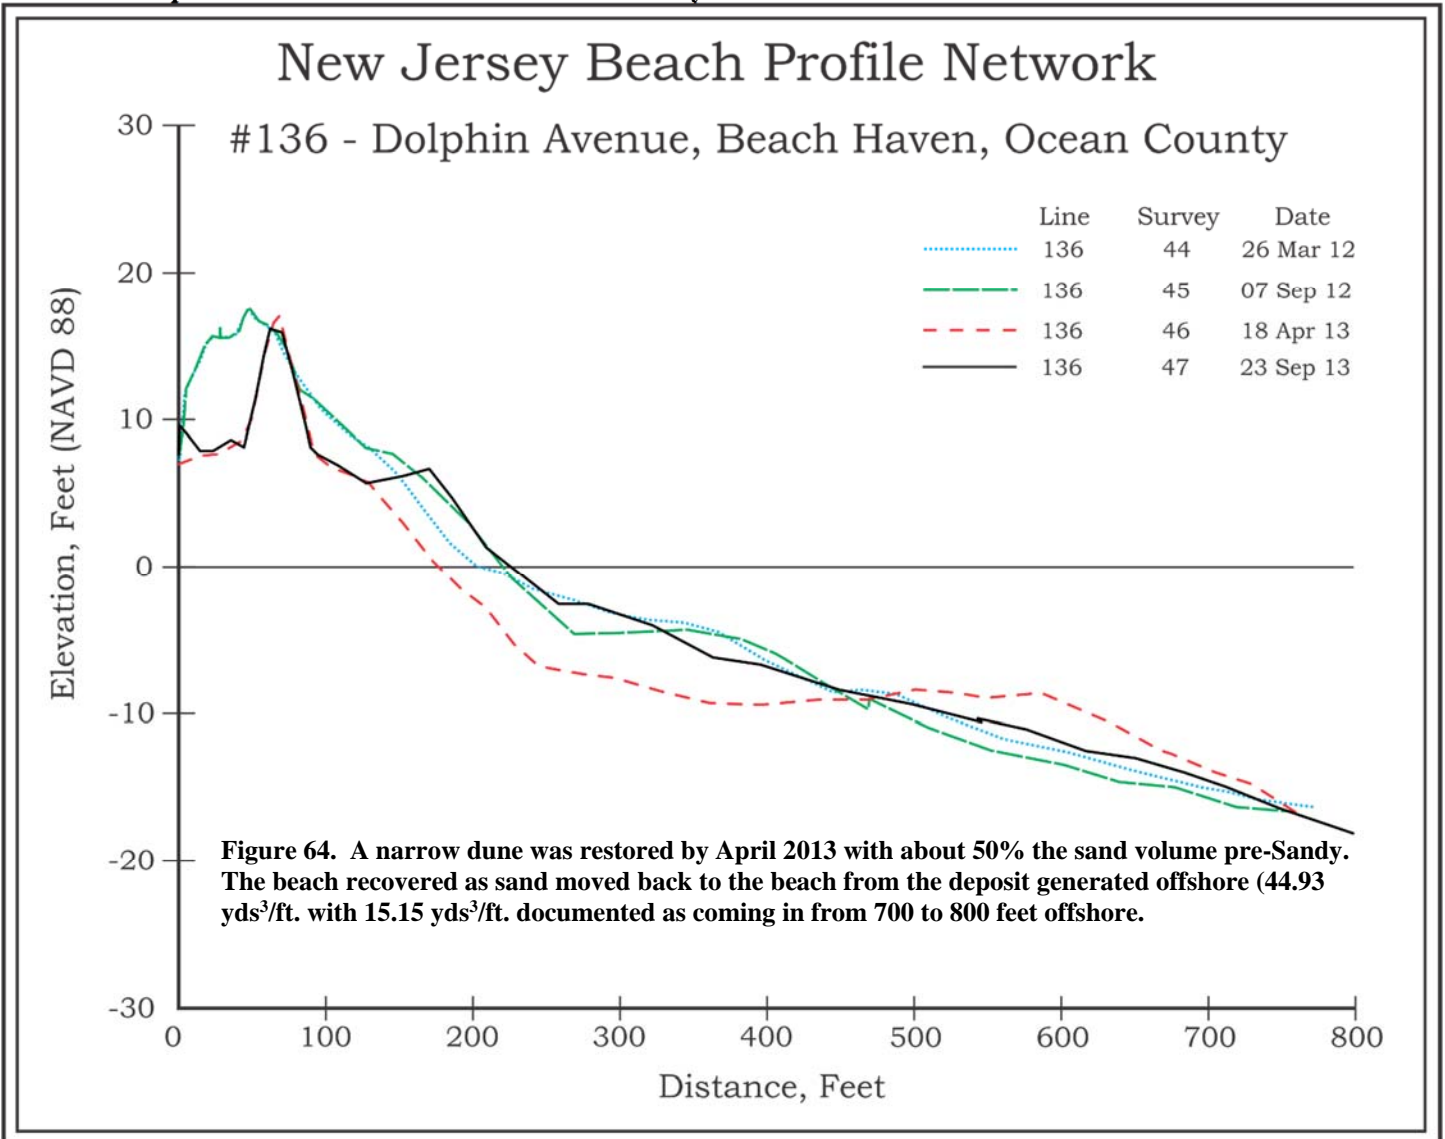 New Jersey Beach Profile Network
#136 - Dolphin Avenue, Beach Haven, Ocean County
Line Survey Date
136 44 26 Mar 12
136 45 07 Sep 12
136 46 18 Apr 13
136 47 23 Sep 13
Elevation, Feet (NAVD 88)
30
20
10
0
-10
-20
-30
Figure 64. A narrow dune was restored by April 2013 with about 50% the sand volume pre-Sandy.
The beach recovered as sand moved back to the beach from the deposit generated offshore (44.93
yds³/ft. with 15.15 yds³/ft. documented as coming in from 700 to 800 feet offshore.
0 100 200 300 400 500 600 700 800
Distance, Feet